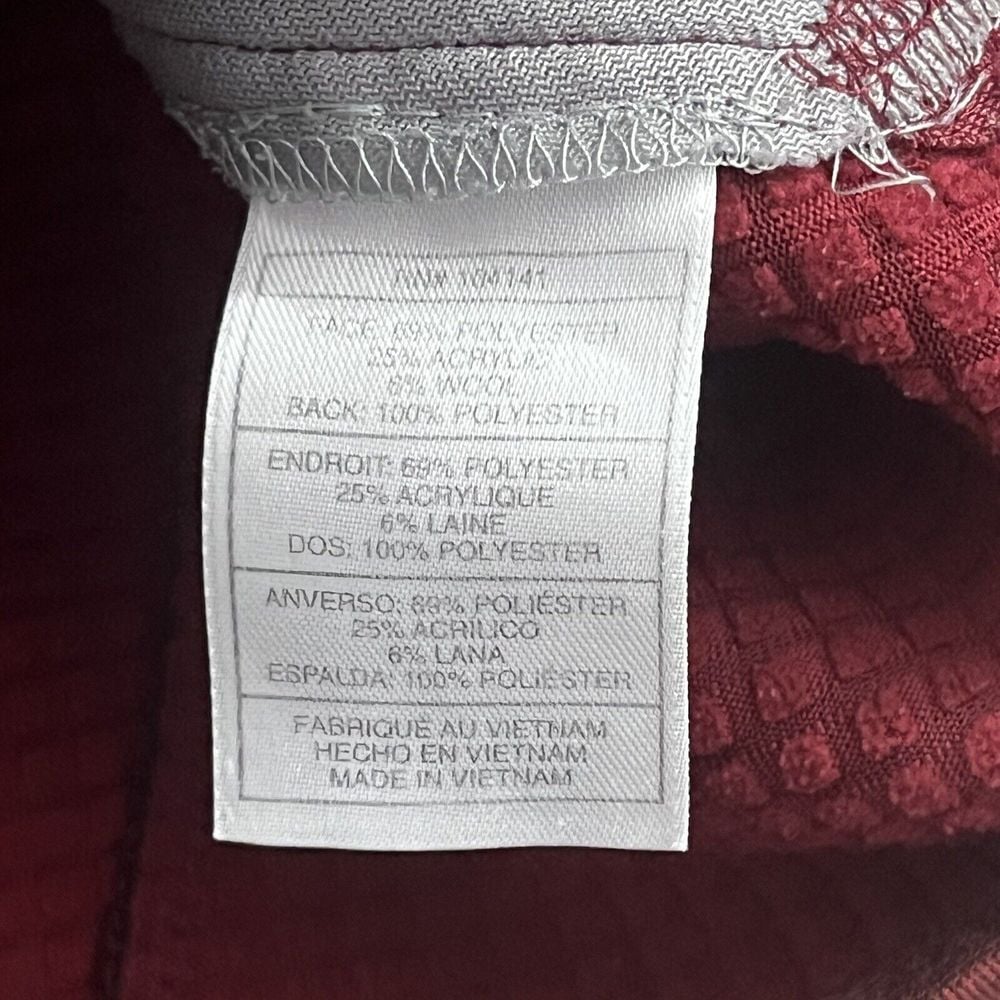 RN# 104141
FACE: 69% POLYESTER
25% ACRYLIC
6% WOOL
BACK: 100% POLYESTER
ENDROIT: 69% POLYESTER
25% ACRYLIQUE
6% LAINE
DOS: 100% POLYESTER
ANVERSO: 69% POLIÉSTER
25% ACRILICO
6% LANA
ESPALDA: 100% POLIÉSTER
FABRIQUÉ AU VIETNAM
HECHO EN VIETNAM
MADE IN VIETNAM